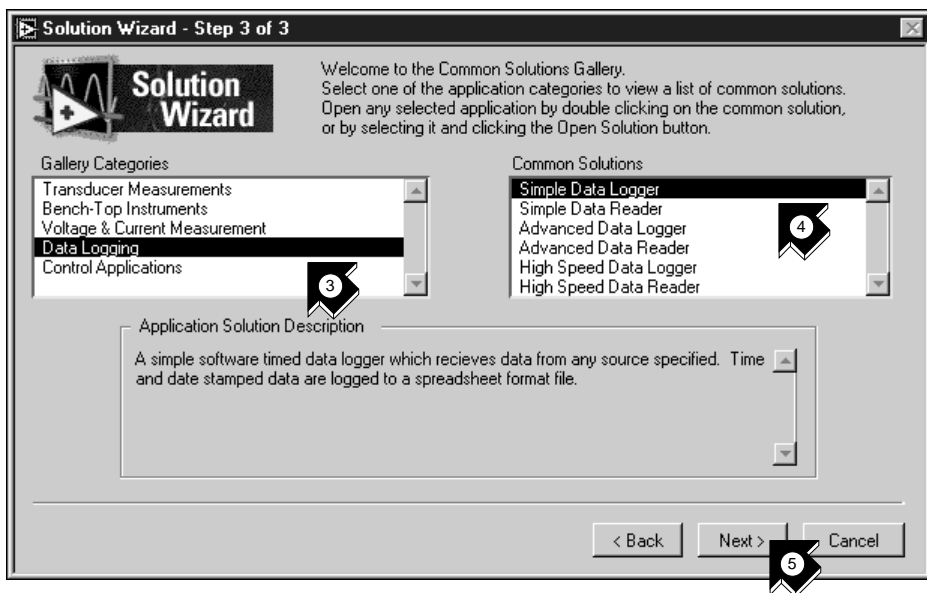 Solution Wizard - Step 3 of 3
Solution
Wizard
Welcome to the Common Solutions Gallery.
Select one of the application categories to view a list of common solutions.
Open any selected application by double clicking on the common solution,
or by selecting it and clicking the Open Solution button.
Gallery Categories
Transducer Measurements
Bench-Top Instruments
Voltage & Current Measurement
Data Logging
Control Applications
3
Common Solutions
Simple Data Logger
Simple Data Reader
Advanced Data Logger
Advanced Data Reader
High Speed Data Logger
High Speed Data Reader
4
Application Solution Description
A simple software timed data logger which recieves data from any source specified. Time
and date stamped data are logged to a spreadsheet format file.
< Back
Next >
Cancel
5